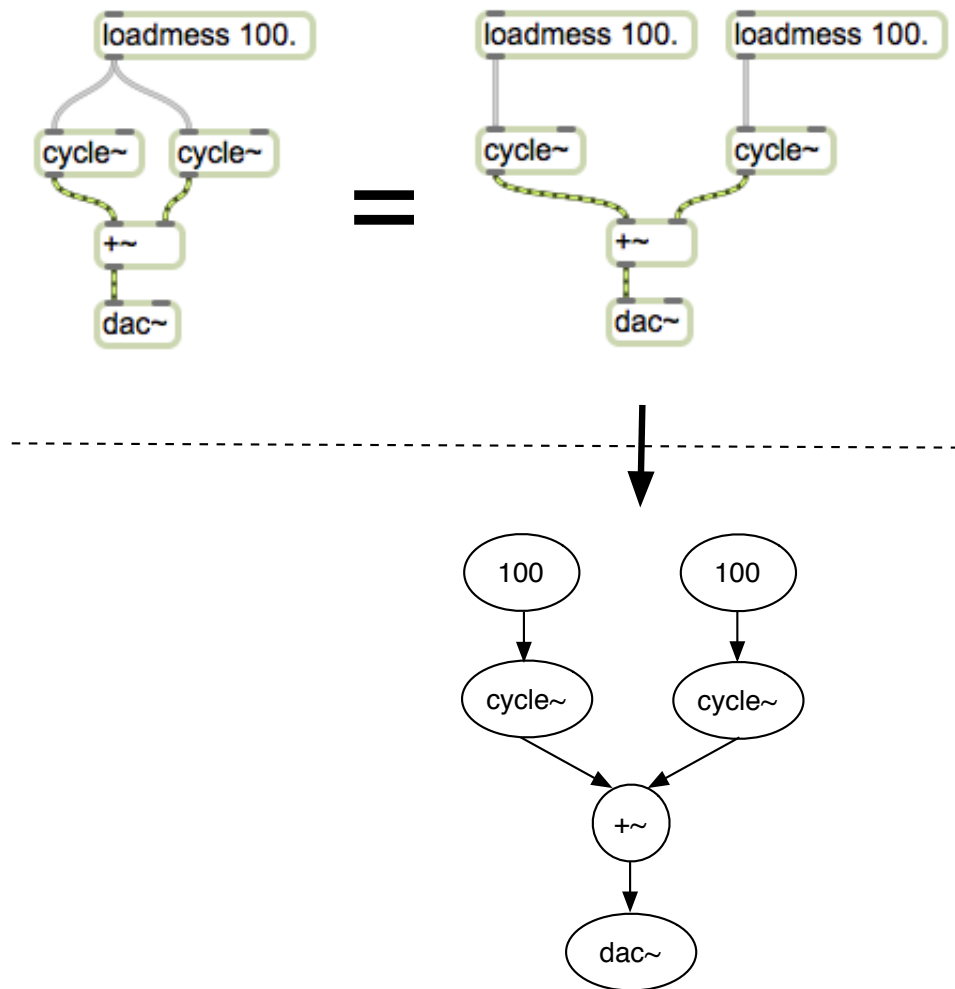 loadmess 100.
cycle~ cycle~
+~
dac~
=
loadmess 100. loadmess 100.
cycle~ cycle~
+~
dac~
100 100
cycle~ cycle~
+~
dac~